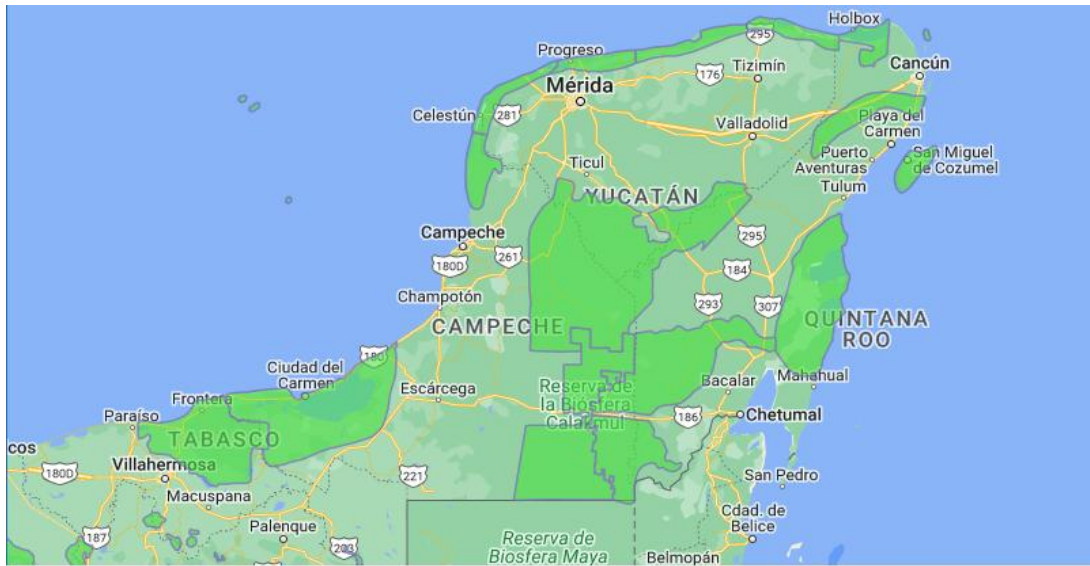 Holbox
295
Progreso
Cancún
Tizimín
176
Mérida
Celestún
281
Valladolid
Playa del
Carmen
Ticul
Puerto
Aventuras
San Miguel
de Cozumel
Tulum
YUCATÁN
Campeche
295
261
180D
184
Champotón
293
307
CAMPECHE
QUINTANA
ROO
180
Ciudad del
Carmen
Mahahual
Bacalar
Escárcega
Reserva de
la Biósfera
Calakmul
Frontera
Paraíso
186
Chetumal
TABASCO
cos
Villahermosa
180D
221
San Pedro
Macuspana
Cdad. de
Belice
Palenque
187
203
Reserva de
Biosfera Maya
Belmopán